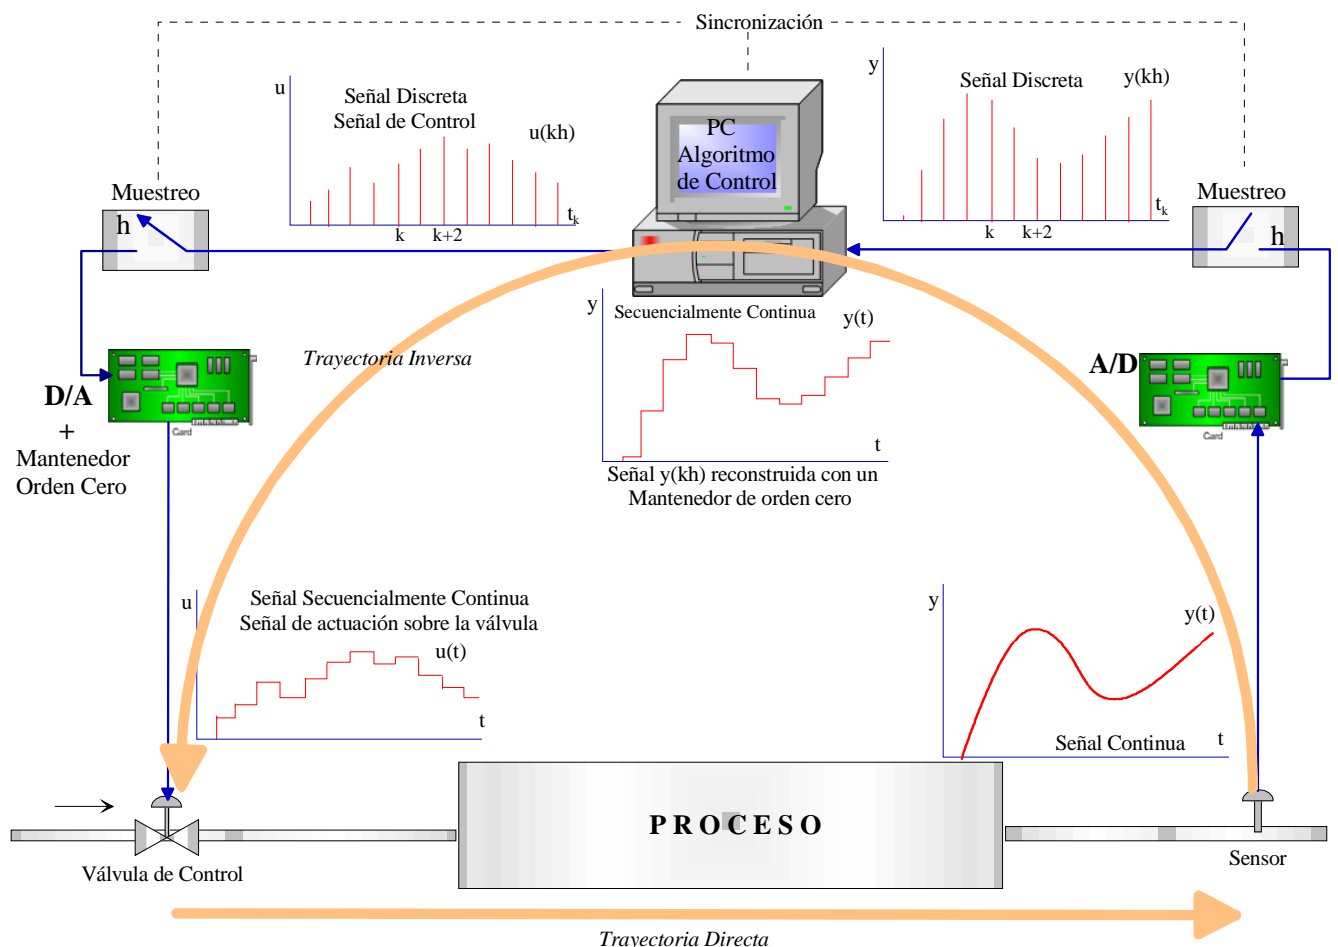 Sincronización
u
Señal Discreta
Señal de Control
u(kh)
t_k
k
k+2
PC
Algoritmo
de Control
y
Señal Discreta
y(kh)
t_k
k
k+2
Muestreo
h
Muestreo
h
Secuencialmente Continua
y
y(t)
t
Señal y(kh) reconstruida con un
Mantenedor de orden cero
Trayectoria Inversa
D/A
+
Mantenedor
Orden Cero
Card
A/D
Card
u
Señal Secuencialmente Continua
Señal de actuación sobre la válvula
u(t)
t
y
y(t)
Señal Continua
t
PROCESO
Válvula de Control
Sensor
Trayectoria Directa